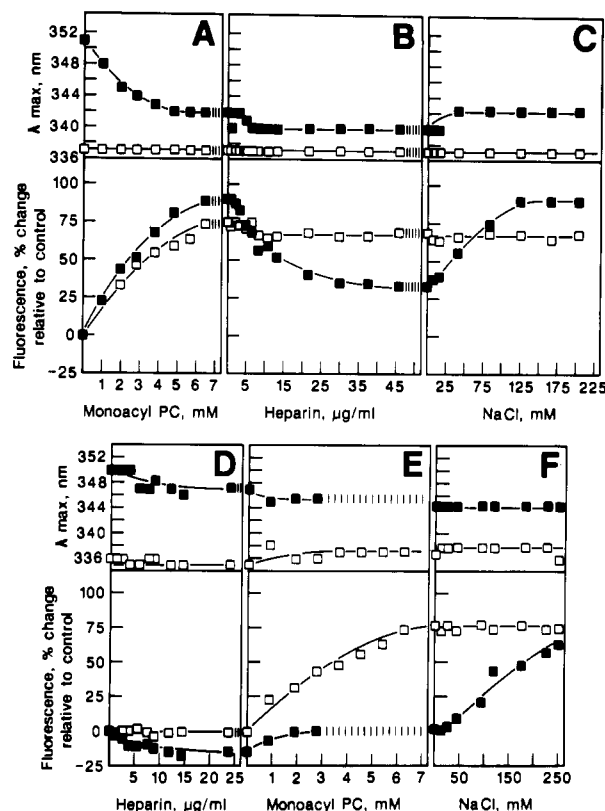 A
B
C
λ max, nm
352
348
344
340
336
Fluorescence, % change
relative to control
100
75
50
25
0
-25
1 2 3 4 5 6 7
Monoacyl PC, mM
5 15 25 35 45
Heparin, µg/ml
25 75 125 175 225
NaCl, mM
D
E
F
λ max, nm
352
348
344
340
336
Fluorescence, % change
relative to control
100
75
50
25
0
-25
5 10 15 20 25
Heparin, µg/ml
1 2 3 4 5 6 7
Monoacyl PC, mM
50 150 250
NaCl, mM